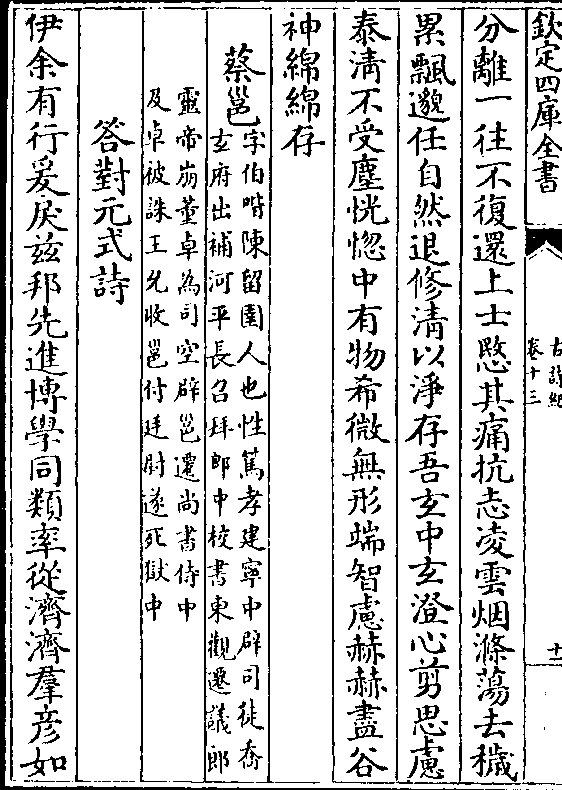 欽定四庫全書
古詩紀
卷十三
十一
分離一往不復還上士愍其痛抗志凌雲烟滌蕩去穢
累飄邈任自然退修清以淨存吾玄中玄澄心剪思慮
泰清不受塵恍惚中有物希微無形端智慮赫赫盡谷
神綿綿存
蔡邕
字伯喈陳留圉人也性篤孝建寧中辟司徒喬
玄府出補河平長召拜郎中校書東觀遷議郎
靈帝崩董卓為司空辟邕遷尚書侍中
及卓被誅王允收邕付廷尉遂死獄中
答對元式詩
伊余有行爰戾兹邦先進博學同類率從濟濟羣彦如